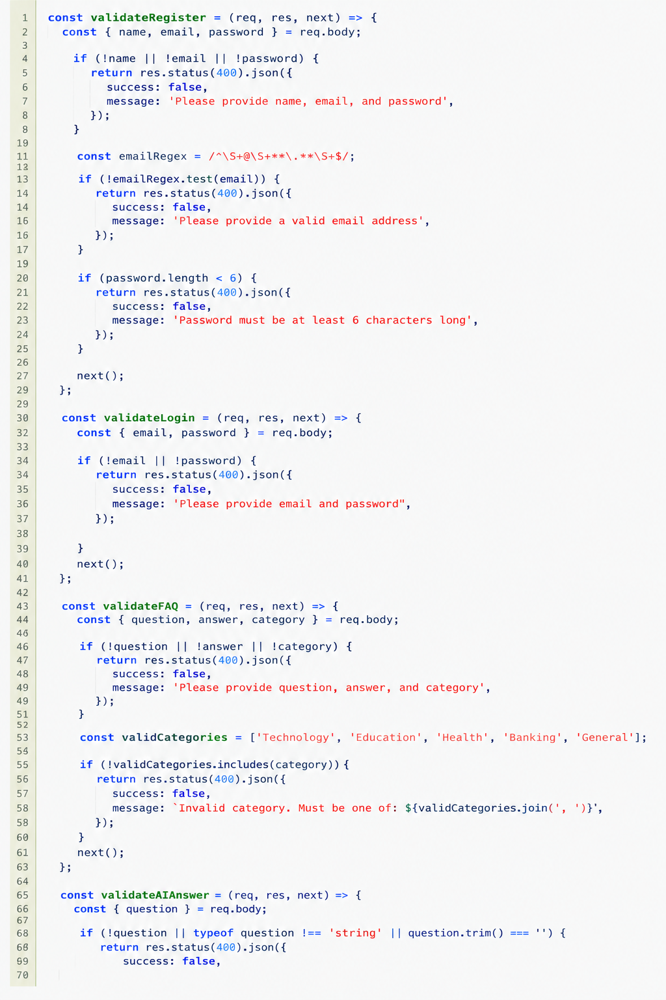 1 const validateRegister = (req, res, next) => {
2 const { name, email, password } = req.body;
3
4 if (!name || !email || !password) {
5 return res.status(400).json({
6 success: false,
7 message: 'Please provide name, email, and password',
8 });
8 }
19
11 const emailRegex = /^\S+@\S+**\.**\S+$/;
12
13 if (!emailRegex.test(email)) {
14 return res.status(400).json({
14 success: false,
16 message: 'Please provide a valid email address',
16 });
17 }
19
20 if (password.length < 6) {
21 return res.status(400).json({
22 success: false,
23 message: 'Password must be at least 6 characters long',
24 });
25 }
26
27 next();
29 };
29
30 const validateLogin = (req, res, next) => {
32 const { email, password } = req.body;
33
34 if (!email || !password) {
34 return res.status(400).json({
35 success: false,
36 message: 'Please provide email and password",
37 });
38
39 }
40 next();
41 };
42
43 const validateFAQ = (req, res, next) => {
44 const { question, answer, category } = req.body;
46
46 if (!question || !answer || !category) {
47 return res.status(400).json({
48 success: false,
49 message: 'Please provide question, answer, and category',
49 });
51 }
52
53 const validCategories = ['Technology', 'Education', 'Health', 'Banking', 'General'];
54
55 if (!validCategories.includes(category)) {
56 return res.status(400).json({
57 success: false,
58 message: `Invalid category. Must be one of: ${validCategories.join(', ')}',
58 });
60 }
61 next();
63 };
64
65 const validateAIAnswer = (req, res, next) => {
66 const { question } = req.body;
67
68 if (!question || typeof question !== 'string' || question.trim() === '') {
68 return res.status(400).json({
69 success: false,
70